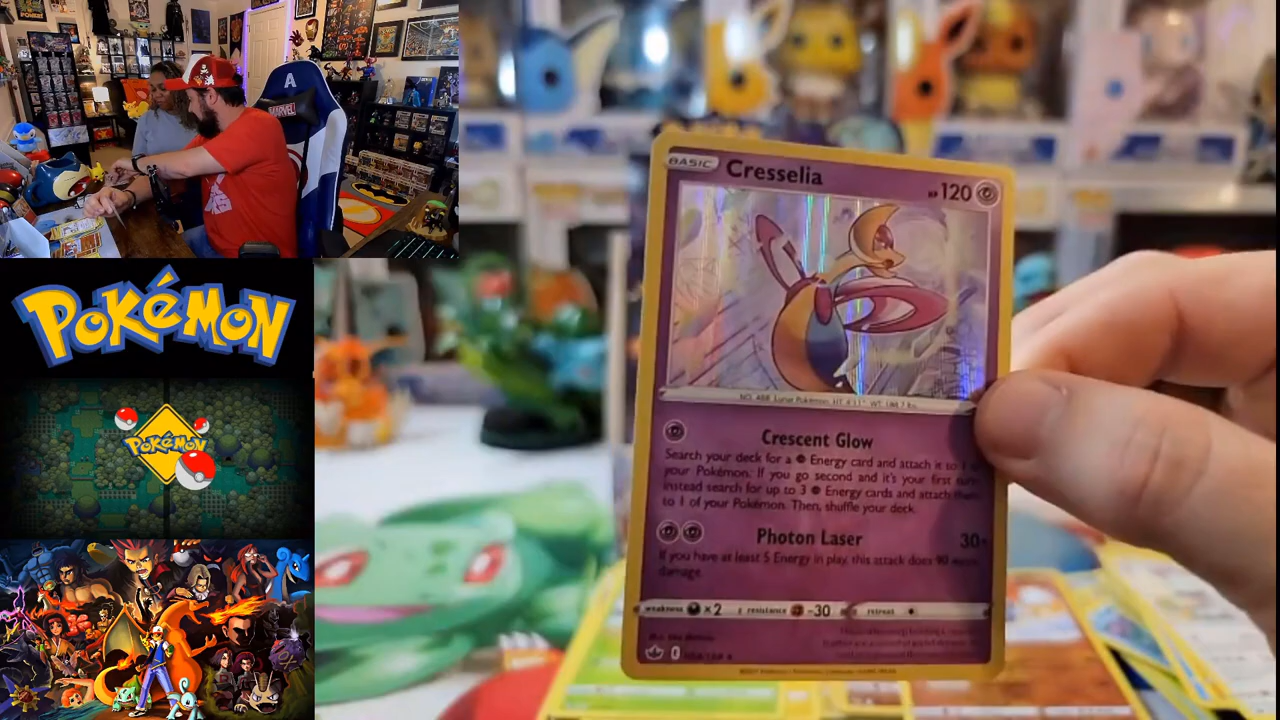 A
MARVEL
POKéMON
POKéMON
BASIC Cresselia HP 120
NO. 488 Lunar Pokémon HT: 4'11" WT: 188.7 lbs.
Crescent Glow
Search your deck for a Energy card and attach it to 1 of
your Pokémon. If you go second and it's your first turn,
instead search for up to 3 Energy cards and attach them
to 1 of your Pokémon. Then, shuffle your deck.
Photon Laser 30+
If you have at least 5 Energy in play, this attack does 90 more
damage.
weakness ×2 resistance -30 retreat